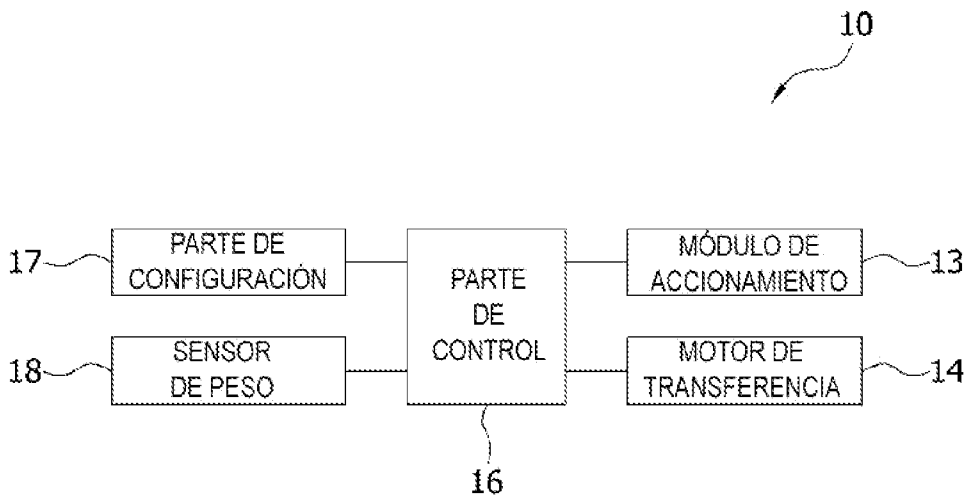 10
17
PARTE DE
CONFIGURACIÓN
PARTE
DE
CONTROL
MÓDULO DE
ACCIONAMIENTO
13
18
SENSOR
DE PESO
MOTOR DE
TRANSFERENCIA
14
16